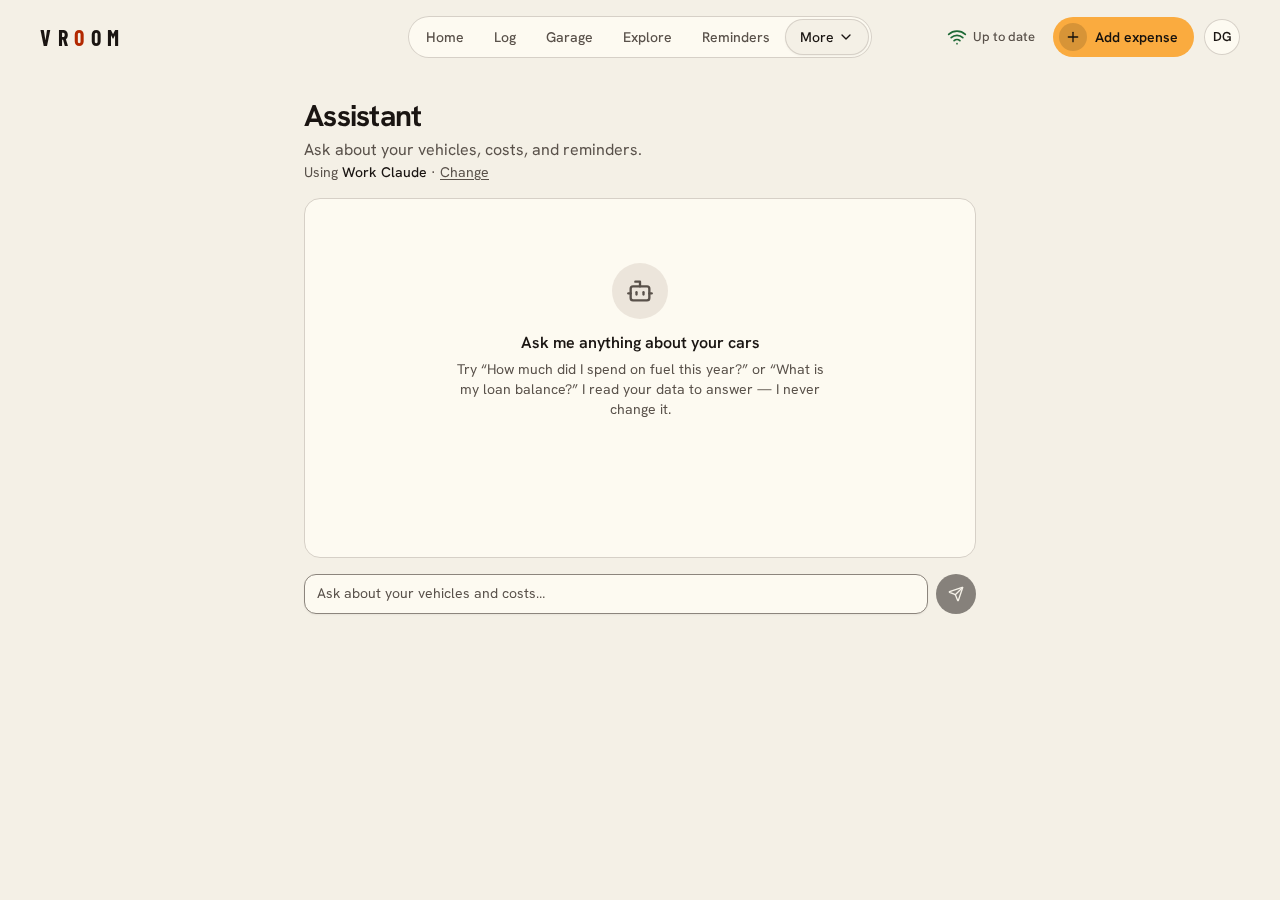 VROOM
Home
Log
Garage
Explore
Reminders
More
Up to date
Add expense
DG
Assistant
Ask about your vehicles, costs, and reminders.
Using Work Claude · Change
Ask me anything about your cars
Try “How much did I spend on fuel this year?” or “What is
my loan balance?” I read your data to answer — I never
change it.
Ask about your vehicles and costs...